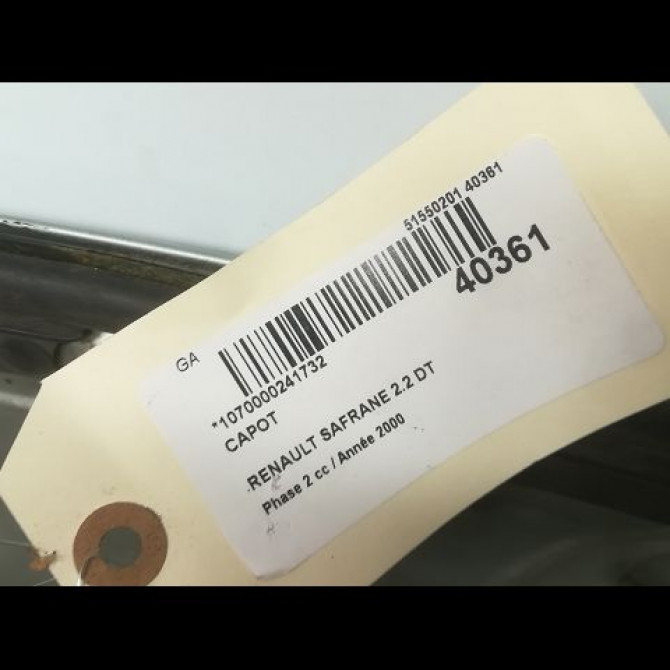 51550201 40361
GA
40361
*1070000241732
CAPOT
RENAULT SAFRANE 2.2 DT
Phase 2 cc / Année 2000